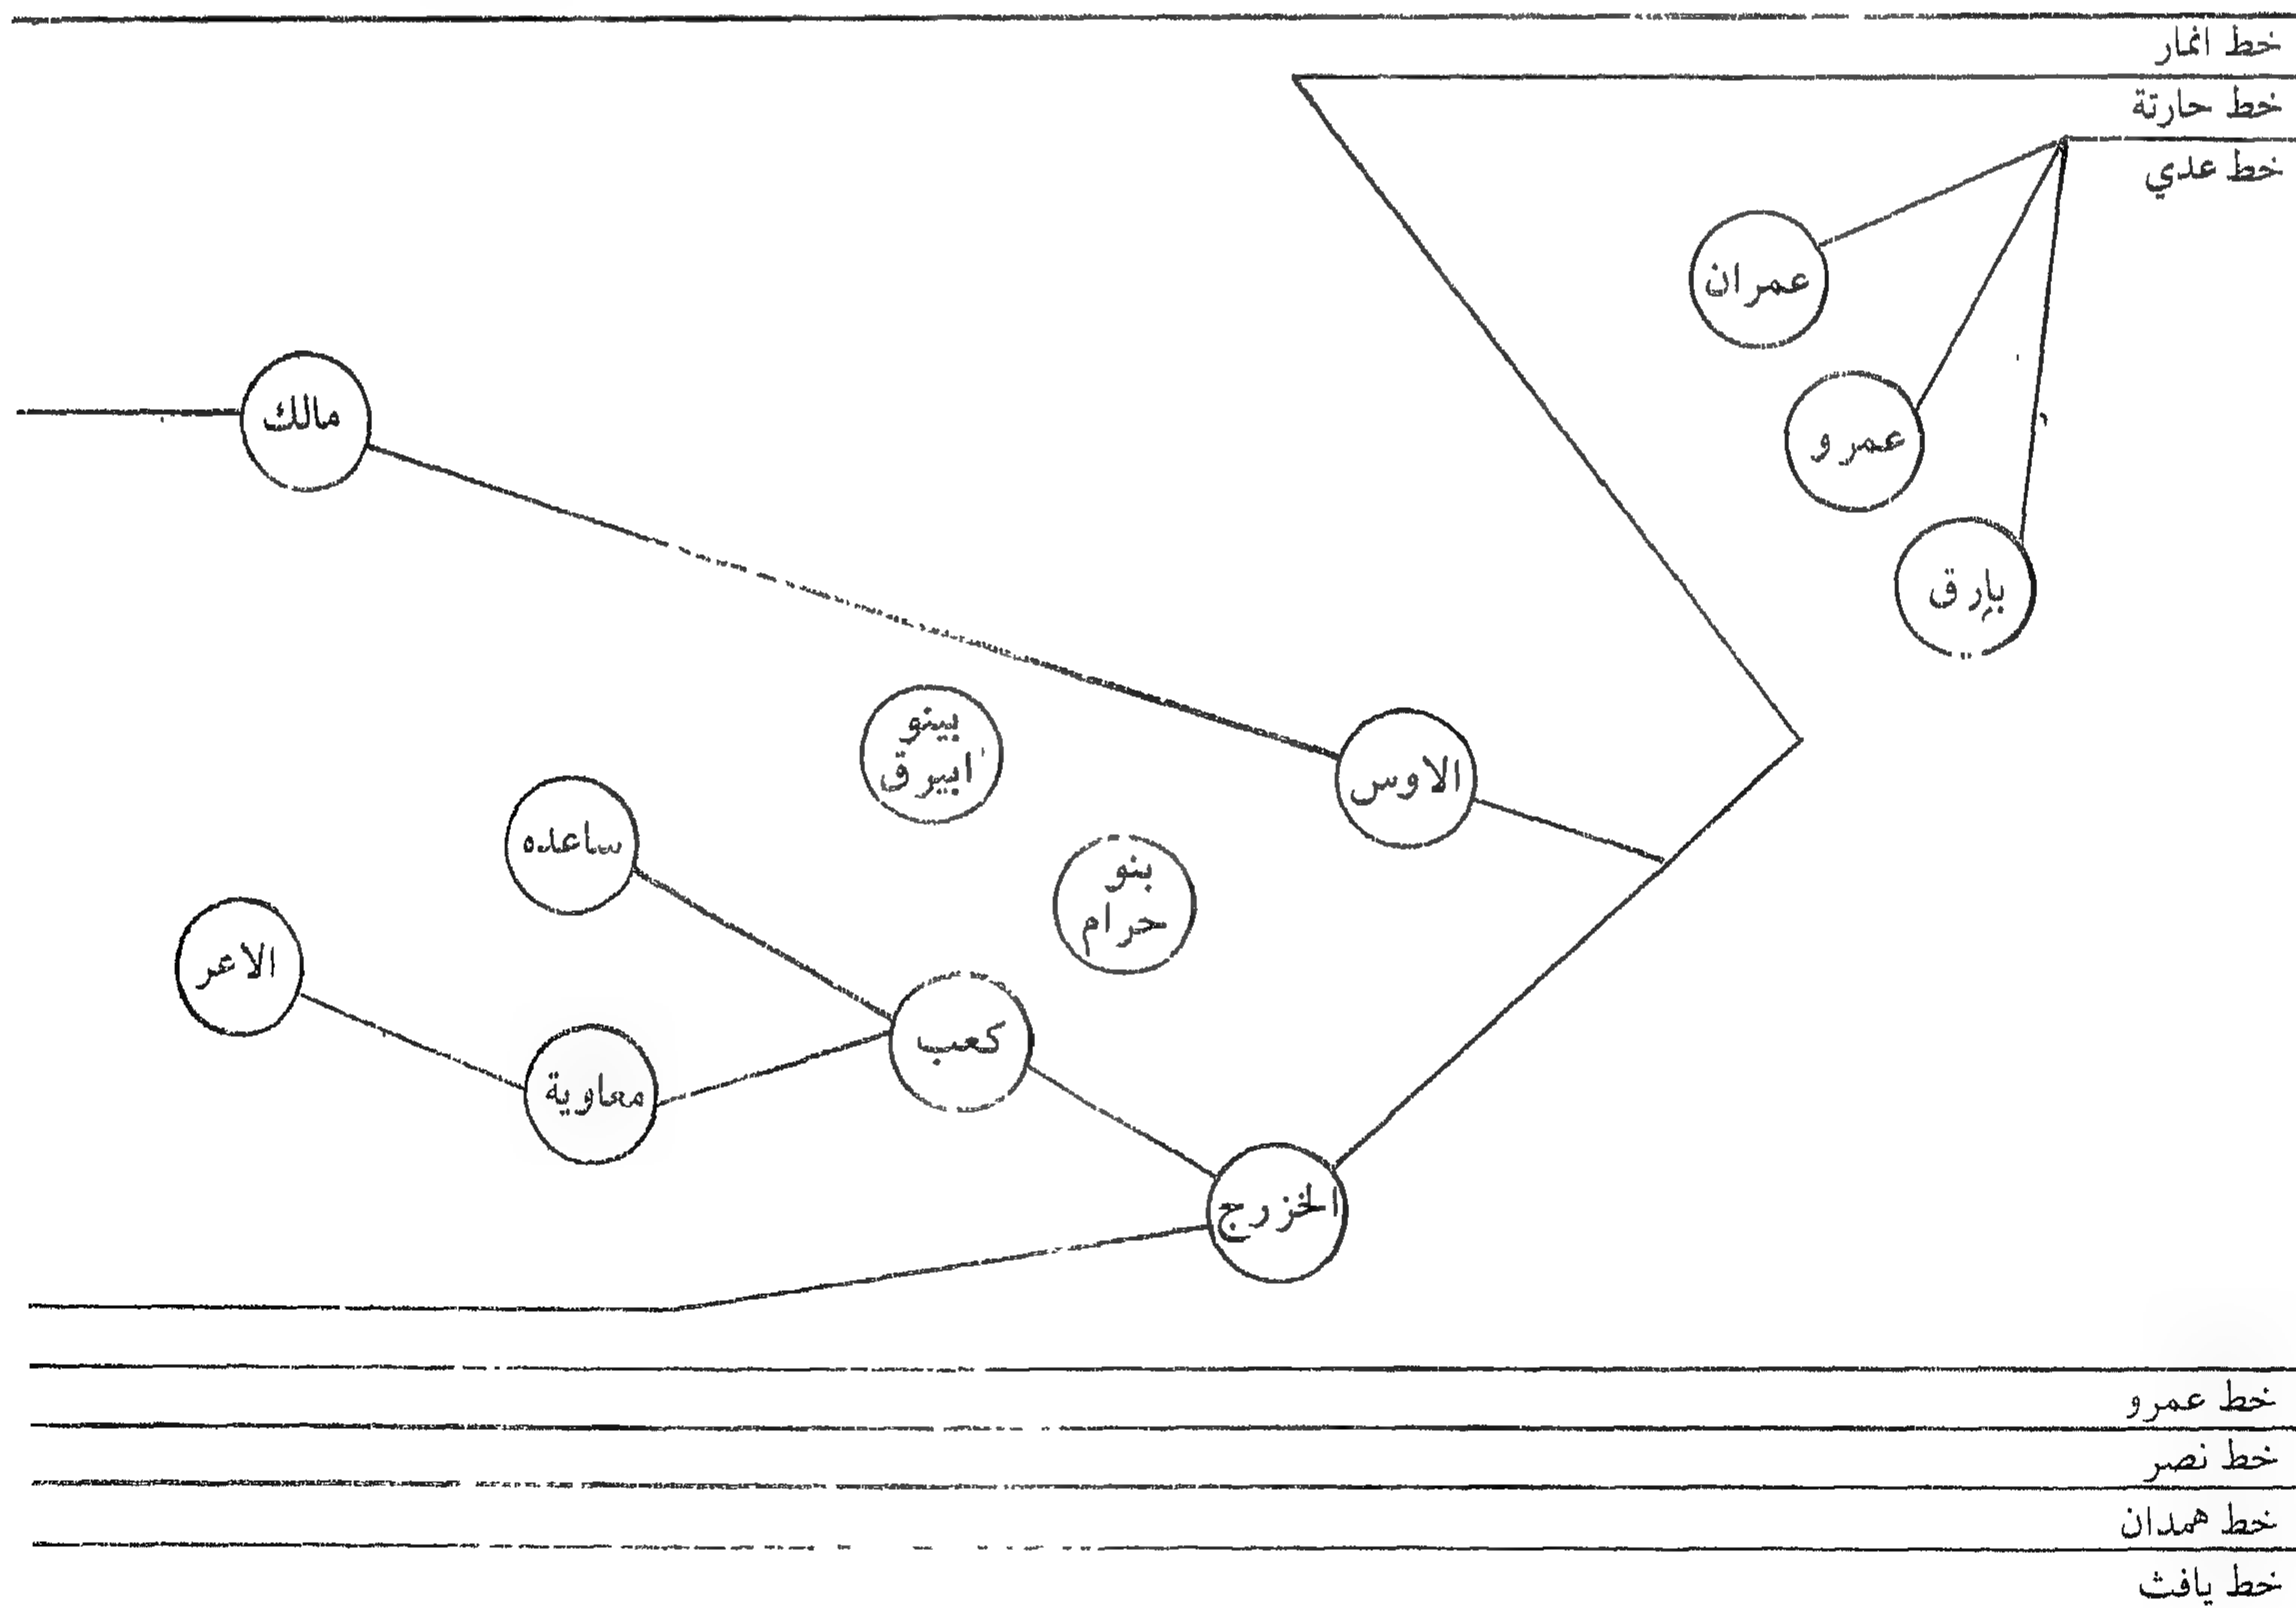 خط انمار
خط حارتة
خط عدي
عمران
عمرو
بارق
مالك
الاوس
بينو
ابيرق
بنو
حرام
ساعده
كعب
الاعر
معاوية
الخزرج
خط عمرو
خط نصر
خط همدان
خط يافث